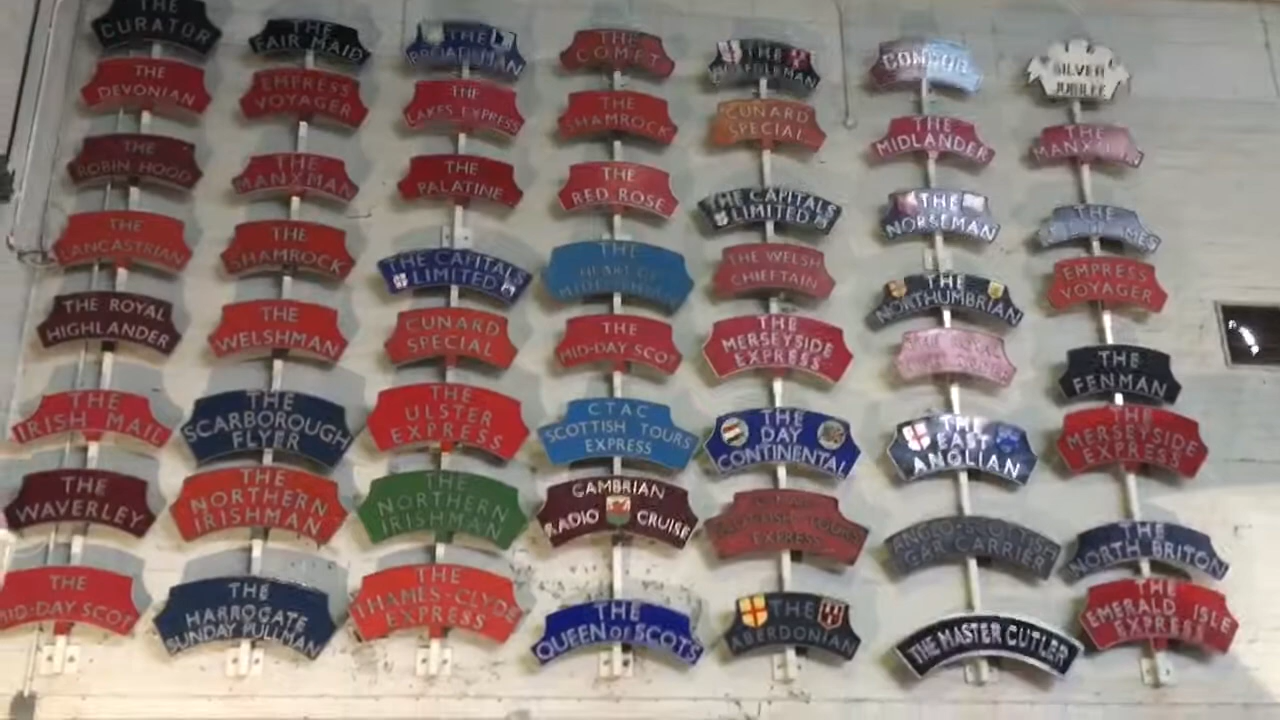 THE
CURATOR
THE
DEVONIAN
THE
ROBIN HOOD
THE
LANCASTRIAN
THE ROYAL
HIGHLANDER
THE
IRISH MAIL
THE
WAVERLEY
THE
MID-DAY SCOT
THE
FAIR MAID
EMPRESS
VOYAGER
THE
MANXMAN
THE
SHAMROCK
THE
WELSHMAN
THE
SCARBOROUGH
FLYER
THE
NORTHERN
IRISHMAN
THE
HARROGATE
SUNDAY PULLMAN
THE
BROADSMAN
THE
LAKES EXPRESS
THE
PALATINE
THE CAPITALS
LIMITED
CUNARD
SPECIAL
THE
ULSTER
EXPRESS
THE
NORTHERN
IRISHMAN
THE
THAMES-CLYDE
EXPRESS
THE
COMET
THE
SHAMROCK
THE
RED ROSE
THE
HEART OF
MIDLOTHIAN
THE
MID-DAY SCOT
CTAC
SCOTTISH TOURS
EXPRESS
CAMBRIAN
RADIO CRUISE
THE
QUEEN OF SCOTS
THE
CUNARD
SPECIAL
THE CAPITALS
LIMITED
THE WELSH
CHIEFTAIN
THE
MERSEYSIDE
EXPRESS
THE
DAY
CONTINENTAL
SCOTTISH TOURS
EXPRESS
THE
ABERDONIAN
CONDOR
THE
MIDLANDER
THE
NORSEMAN
THE
NORTHUMBRIAN
THE
EAST
ANGLIAN
ANGLO-SCOTTISH
CAR CARRIER
THE MASTER CUTLER
SILVER
JUBILEE
THE
MANXMAN
THE
EMPRESS
VOYAGER
THE
FENMAN
THE
MERSEYSIDE
EXPRESS
THE
NORTH BRITON
THE
EMERALD ISLE
EXPRESS